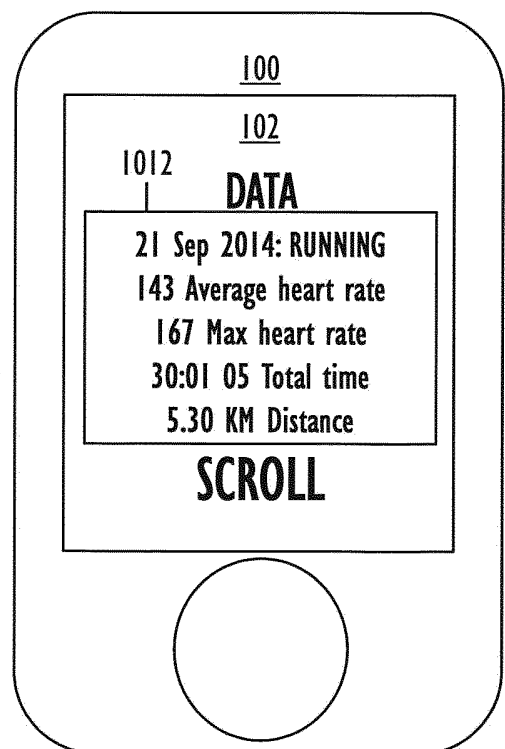 100
102
1012
DATA
21 Sep 2014: RUNNING
143 Average heart rate
167 Max heart rate
30:01 05 Total time
5.30 KM Distance
SCROLL